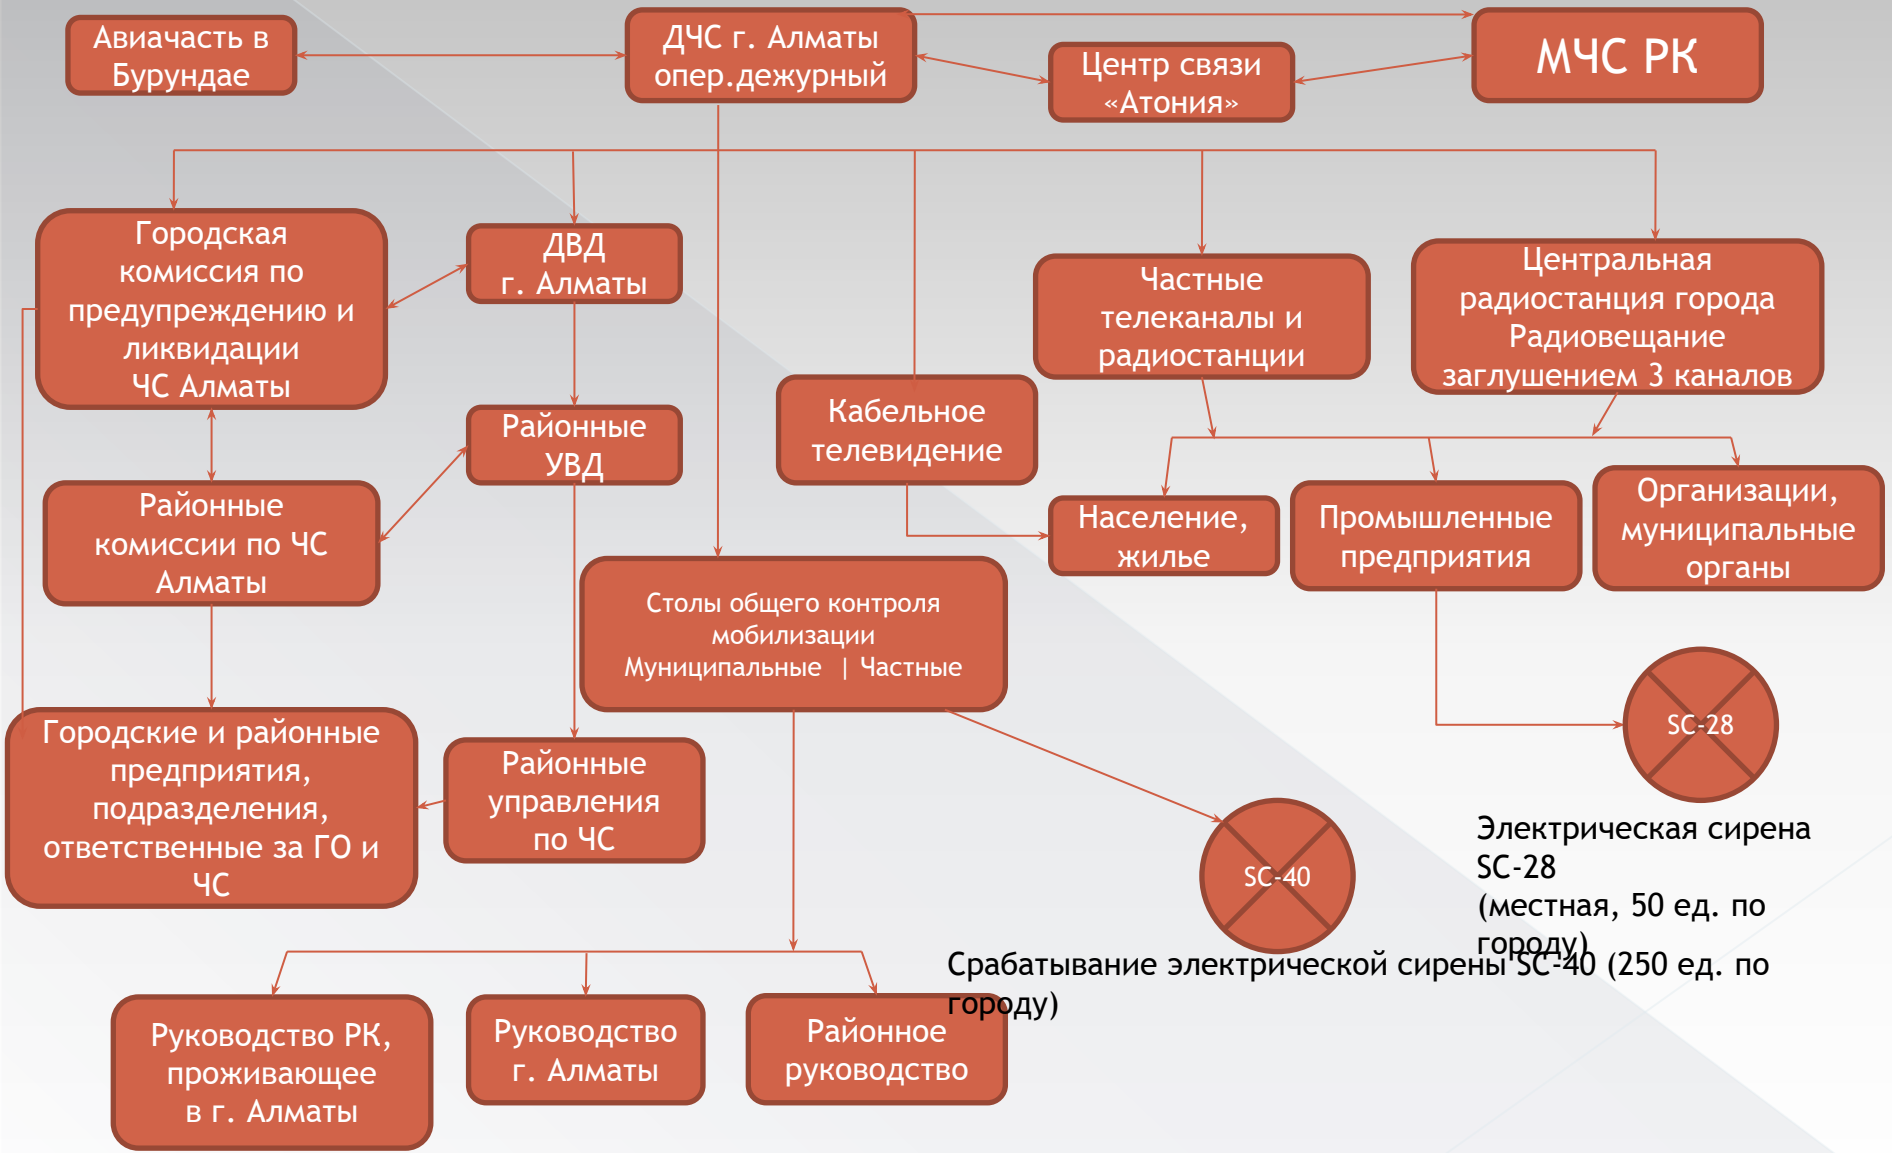 Авиачасть в
Бурундае
ДЧС г. Алматы
опер.дежурный
Центр связи
«Атония»
МЧС РК
Городская
комиссия по
предупреждению и
ликвидации
ЧС Алматы
ДВД
г. Алматы
Частные
телеканалы и
радиостанции
Центральная
радиостанция города
Радиовещание
заглушением 3 каналов
Кабельное
телевидение
Районные
УВД
Районные
комиссии по ЧС
Алматы
Население,
жилье
Промышленные
предприятия
Организации,
муниципальные
органы
Столы общего контроля
мобилизации
Муниципальные | Частные
Городские и районные
предприятия,
подразделения,
ответственные за ГО и
ЧС
Районные
управления
по ЧС
SC-28
SC-40
Электрическая сирена
SC-28
(местная, 50 ед. по
городу)
Срабатывание электрической сирены SC-40 (250 ед. по
городу)
Руководство РК,
проживающее
в г. Алматы
Руководство
г. Алматы
Районное
руководство